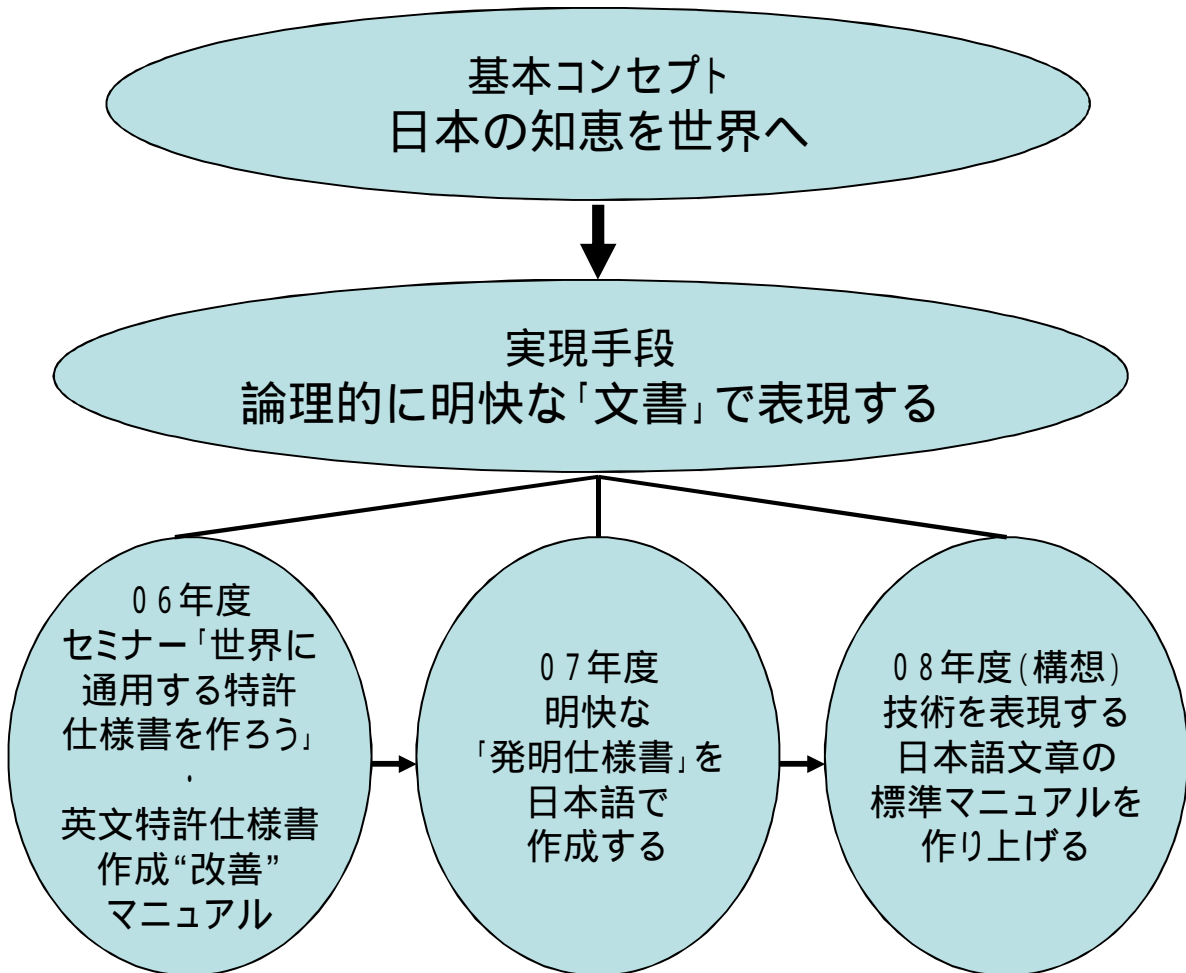 基本コンセプト
日本の知恵を世界へ
実現手段
論理的に明快な「文書」で表現する
06年度
セミナー「世界に
通用する特許
仕様書を作ろう」
・
英文特許仕様書
作成“改善”
マニュアル
07年度
明快な
「発明仕様書」を
日本語で
作成する
08年度(構想)
技術を表現する
日本語文章の
標準マニュアルを
作り上げる